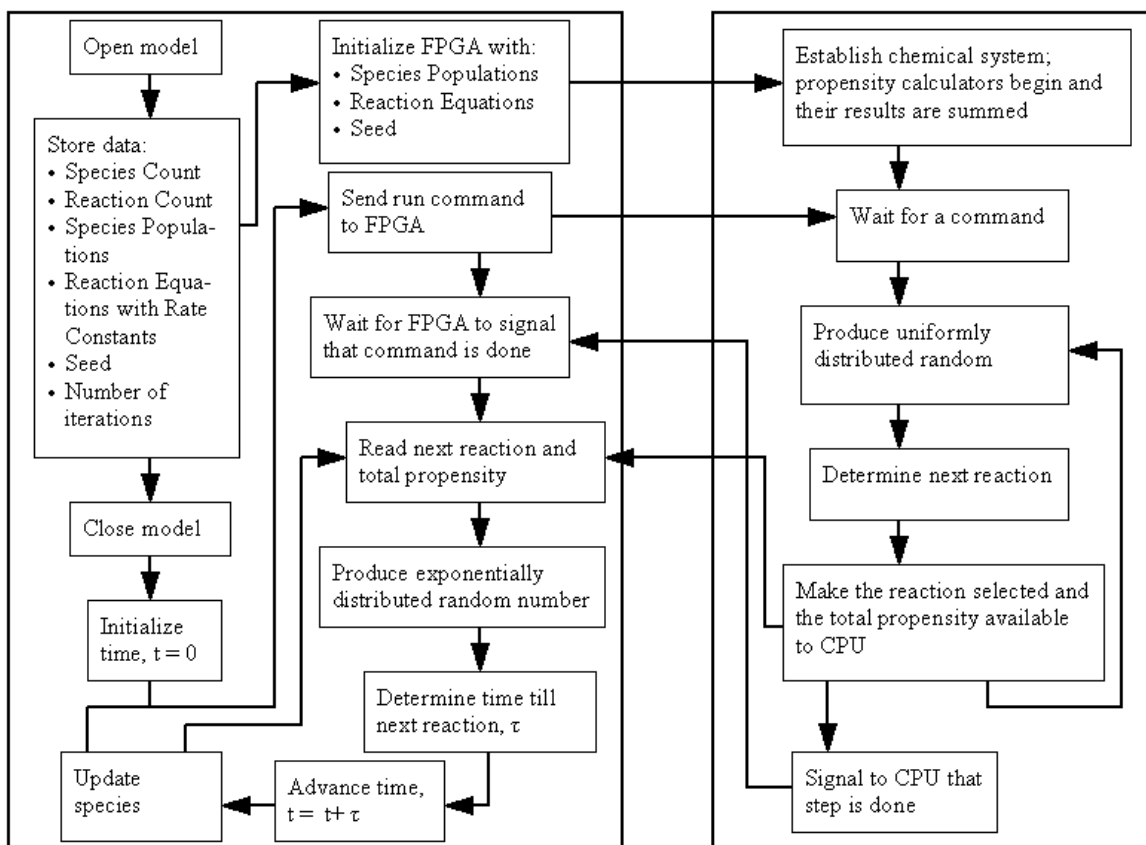 Open model
Store data:
• Species Count
• Reaction Count
• Species Popula-
tions
• Reaction Equa-
tions with Rate
Constants
• Seed
• Number of
iterations
Close model
Initialize
time, t = 0
Update
species
Initialize FPGA with:
• Species Populations
• Reaction Equations
• Seed
Send run command
to FPGA
Wait for FPGA to signal
that command is done
Read next reaction and
total propensity
Produce exponentially
distributed random number
Determine time till
next reaction, τ
Advance time,
t = t+ τ
Establish chemical system;
propensity calculators begin and
their results are summed
Wait for a command
Produce uniformly
distributed random
Determine next reaction
Make the reaction selected and
the total propensity available
to CPU
Signal to CPU that
step is done